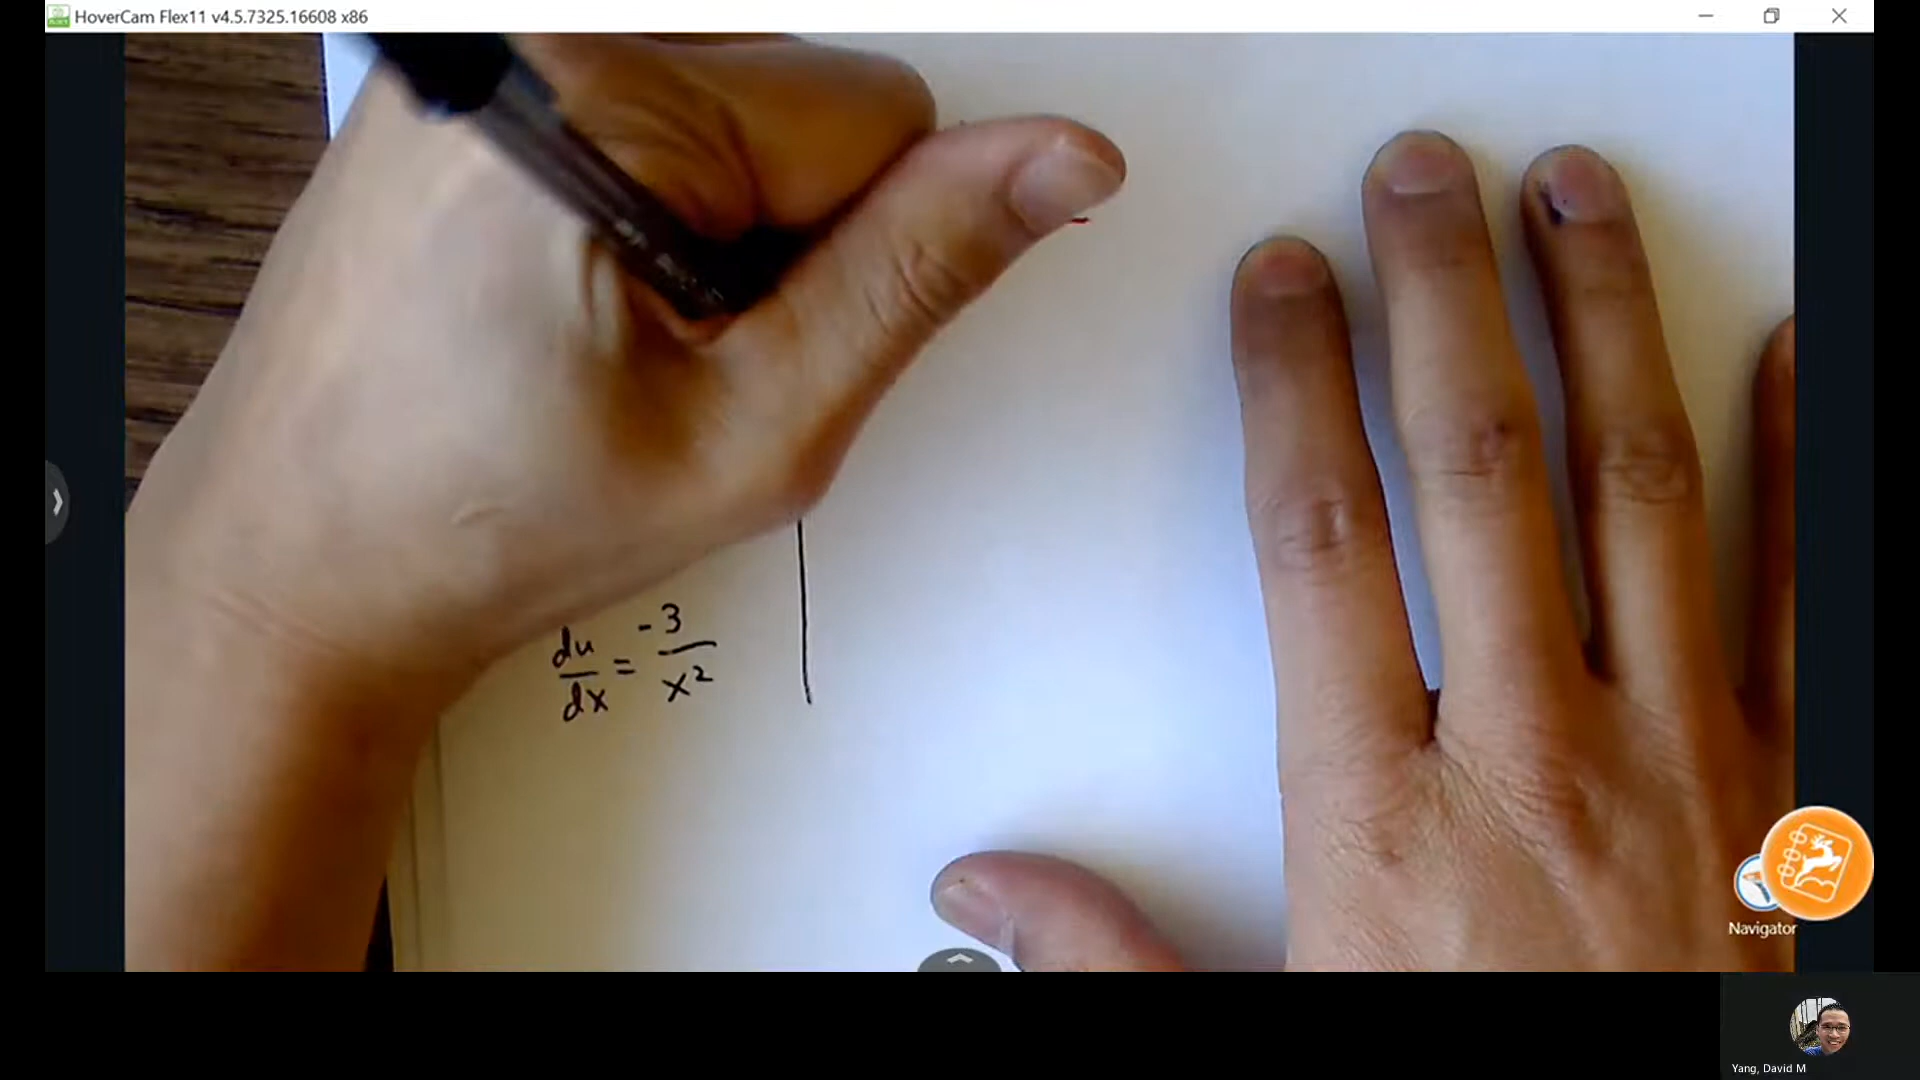 HoverCam Flex11 v4.5.7325.16608 x86
du/dx = -3/x²
Navigator
Yang, David M